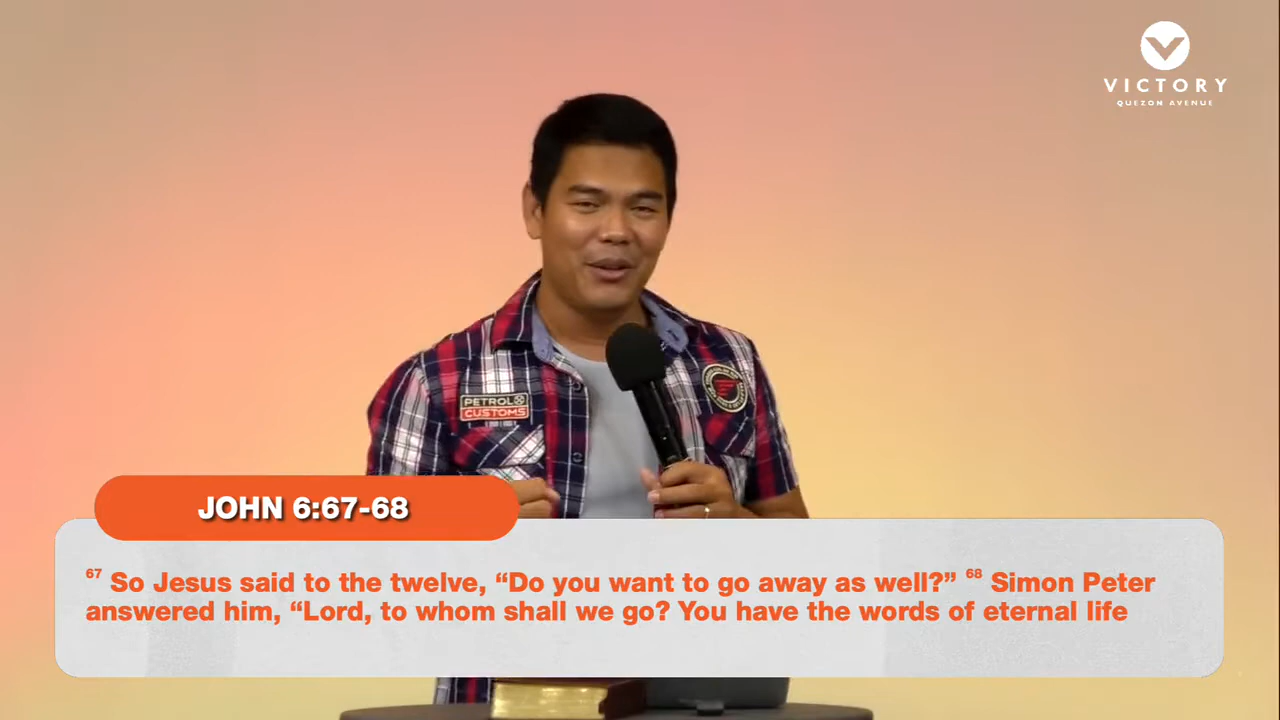 VICTORY
QUEZON AVENUE
PETROL
CUSTOMS
JOHN 6:67-68
67 So Jesus said to the twelve, “Do you want to go away as well?” 68 Simon Peter
answered him, “Lord, to whom shall we go? You have the words of eternal life